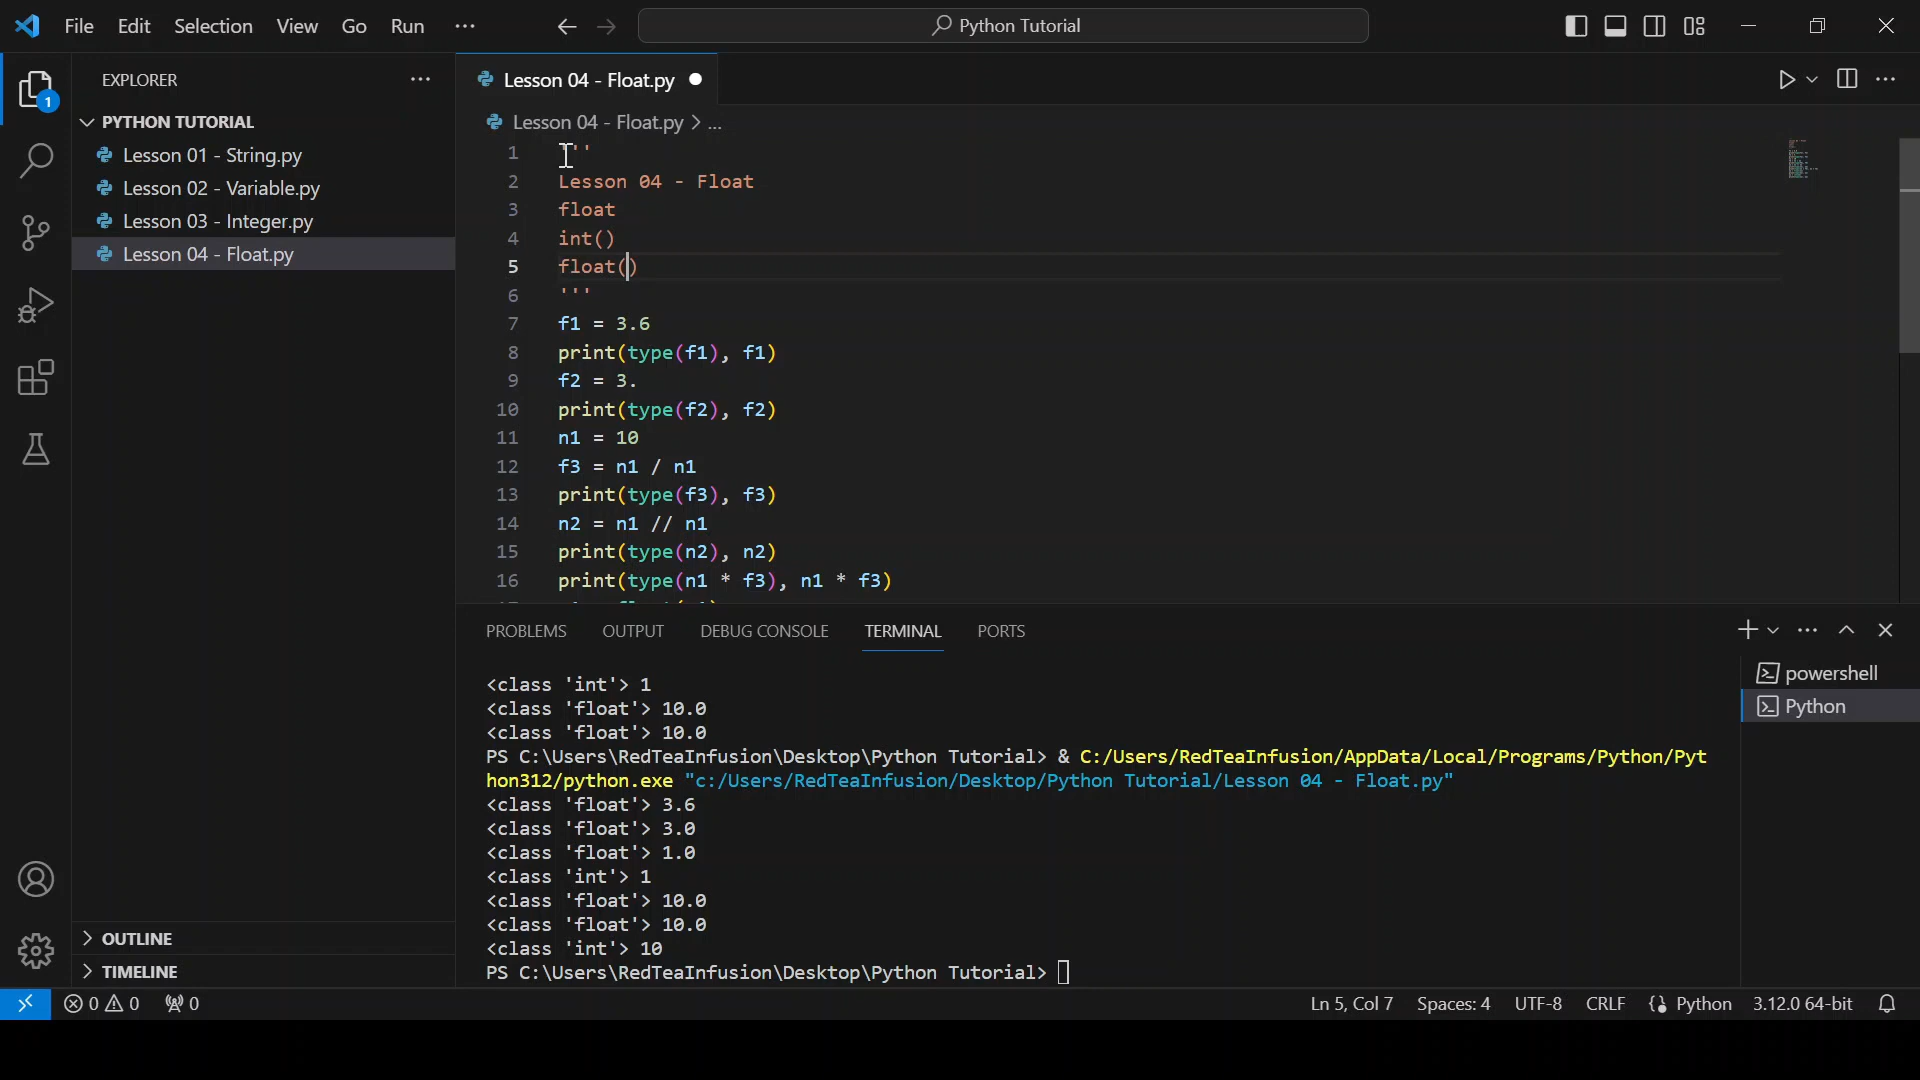 File Edit Selection View Go Run ...
Python Tutorial
EXPLORER ...
PYTHON TUTORIAL
Lesson 01 - String.py
Lesson 02 - Variable.py
Lesson 03 - Integer.py
Lesson 04 - Float.py
1
OUTLINE
TIMELINE
Lesson 04 - Float.py
Lesson 04 - Float.py > ...
1 '''
2 Lesson 04 - Float
3 float
4 int()
5 float()
6 '''
7 f1 = 3.6
8 print(type(f1), f1)
9 f2 = 3.
10 print(type(f2), f2)
11 n1 = 10
12 f3 = n1 / n1
13 print(type(f3), f3)
14 n2 = n1 // n1
15 print(type(n2), n2)
16 print(type(n1 * f3), n1 * f3)
PROBLEMS OUTPUT DEBUG CONSOLE TERMINAL PORTS
powershell
Python
<class 'int'> 1
<class 'float'> 10.0
<class 'float'> 10.0
PS C:\Users\RedTeaInfusion\Desktop\Python Tutorial> & C:/Users/RedTeaInfusion/AppData/Local/Programs/Python/Pyt
hon312/python.exe "c:/Users/RedTeaInfusion/Desktop/Python Tutorial/Lesson 04 - Float.py"
<class 'float'> 3.6
<class 'float'> 3.0
<class 'float'> 1.0
<class 'int'> 1
<class 'float'> 10.0
<class 'float'> 10.0
<class 'int'> 10
PS C:\Users\RedTeaInfusion\Desktop\Python Tutorial>
0 0 0 Ln 5, Col 7 Spaces: 4 UTF-8 CRLF Python 3.12.0 64-bit